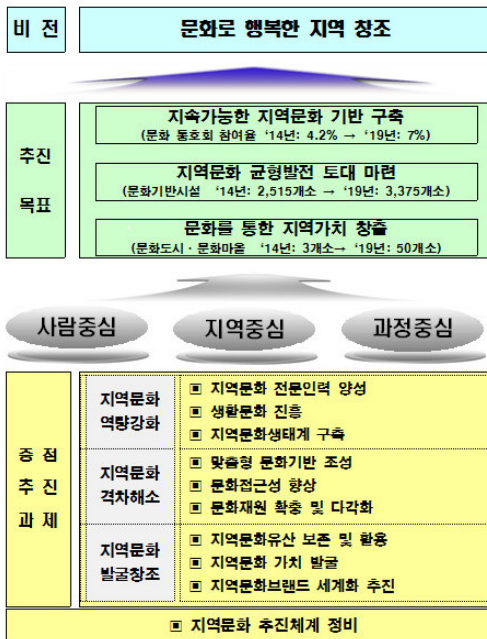 비 전
문화로 행복한 지역 창조
추진
목표
지속가능한 지역문화 기반 구축
(문화 동호회 참여율 ‘14년: 4.2% → ‘19년: 7%)
지역문화 균형발전 토대 마련
(문화기반시설 ‘14년: 2,515개소 → ‘19년: 3,375개소)
문화를 통한 지역가치 창출
(문화도시 · 문화마을 ‘14년: 3개소→ ‘19년: 50개소)
사람중심
지역중심
과정중심
중 점
추 진
과 제
지역문화
역량강화
▣ 지역문화 전문인력 양성
▣ 생활문화 진흥
▣ 지역문화생태계 구축
지역문화
격차해소
▣ 맞춤형 문화기반 조성
▣ 문화접근성 향상
▣ 문화재원 확충 및 다각화
지역문화
발굴창조
▣ 지역문화유산 보존 및 활용
▣ 지역문화 가치 발굴
▣ 지역문화브랜드 세계화 추진
▣ 지역문화 추진체계 정비